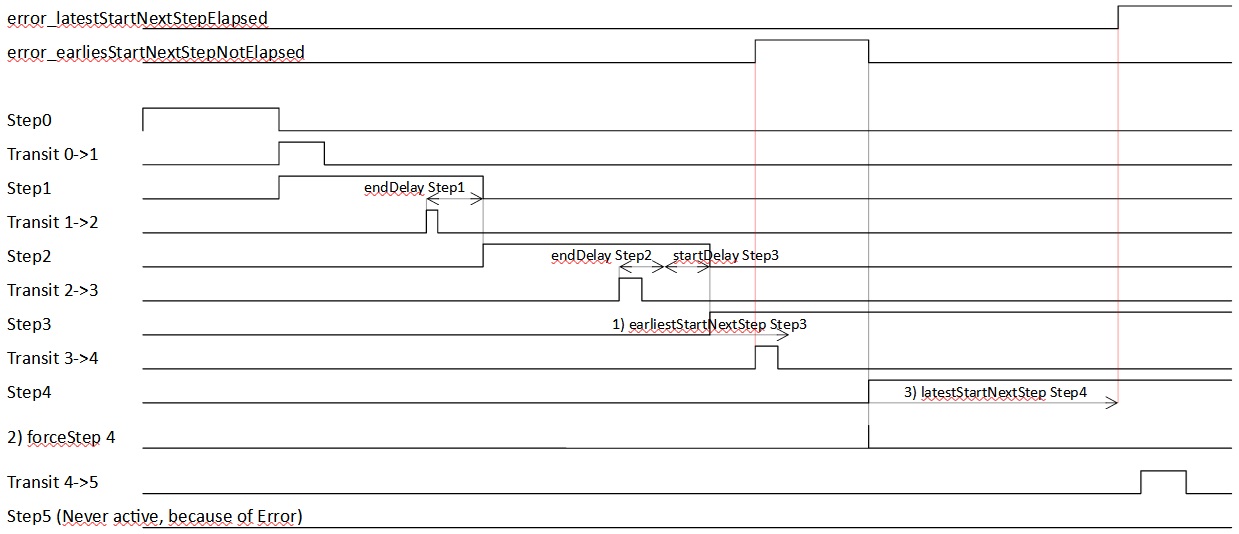 error_latestStartNextStepElapsed
error_earliesStartNextStepNotElapsed
Step0
Transit 0->1
Step1
endDelay Step1
Transit 1->2
Step2
endDelay Step2
startDelay Step3
Transit 2->3
Step3
1) earliestStartNextStep Step3
Transit 3->4
Step4
3) latestStartNextStep Step4
2) forceStep 4
Transit 4->5
Step5 (Never active, because of Error)